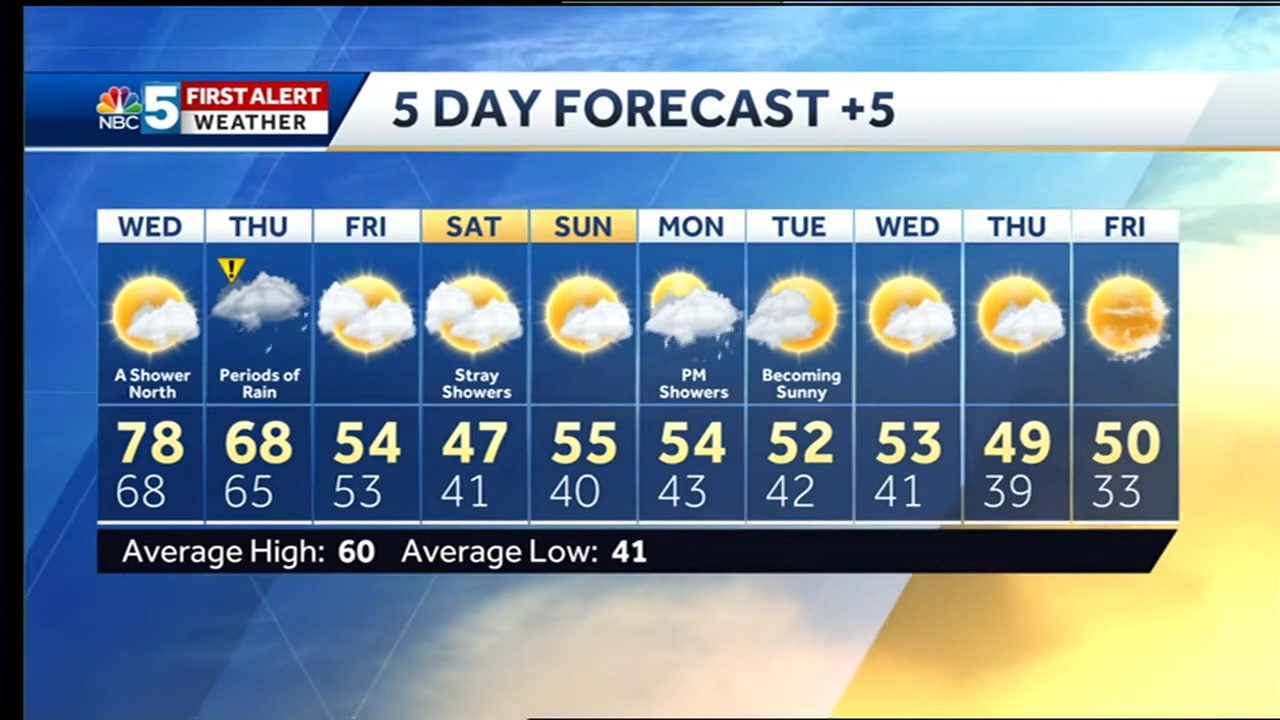 NBC 5 FIRST ALERT WEATHER
5 DAY FORECAST +5
WED THU FRI SAT SUN MON TUE WED THU FRI
!
A Shower North
Periods of Rain
Stray Showers
PM Showers
Becoming Sunny
78 68 54 47 55 54 52 53 49 50
68 65 53 41 40 43 42 41 39 33
Average High: 60 Average Low: 41